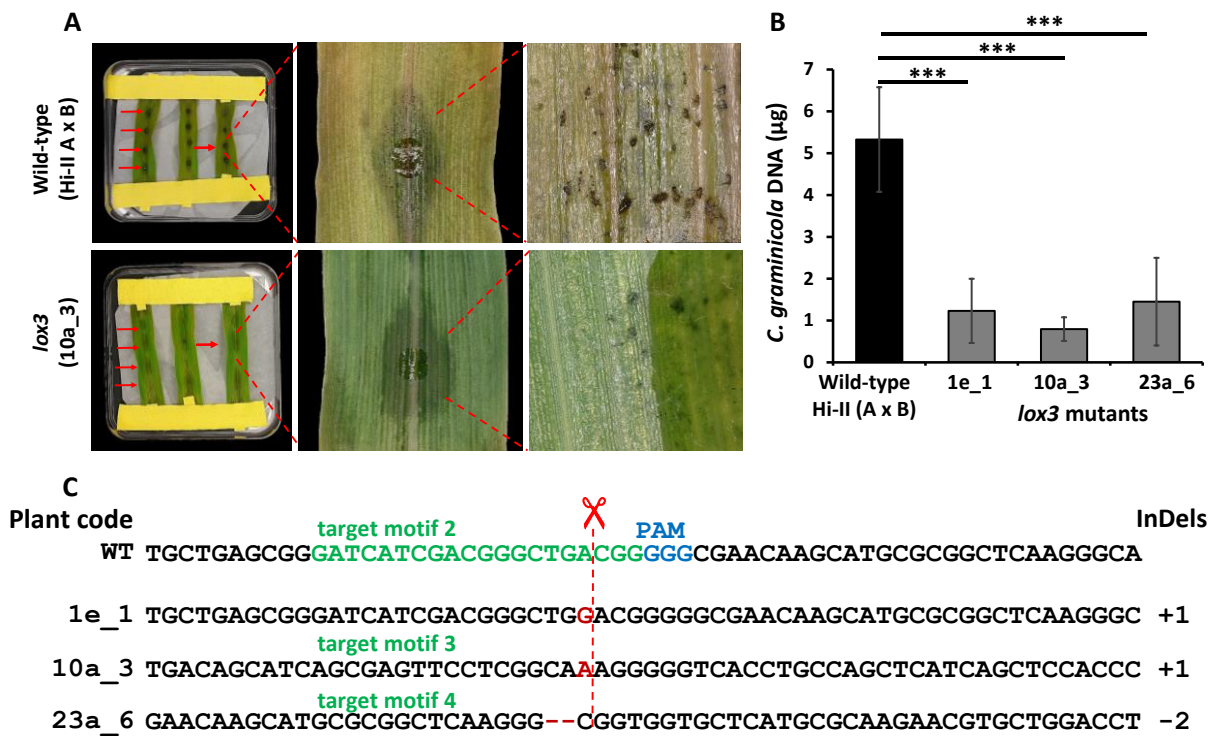 A
Wild-type
(Hi-II A x B)
lox3
(10a_3)
B
***
***
***
C. graminicola DNA (µg)
7
6
5
4
3
2
1
0
Wild-type
Hi-II (A x B)
1e_1
10a_3
23a_6
lox3 mutants
C
Plant code
InDels
target motif 2
PAM
WT TGCTGAGCGGGATCATCGACGGGCTGACGGGGGCGAACAAGCATGCGCGGCTCAAGGGCA
1e_1 TGCTGAGCGGGATCATCGACGGGCTGGACGGGGGCGAACAAGCATGCGCGGCTCAAGGGC +1
target motif 3
10a_3 TGACAGCATCAGCGAGTTCCTCGGCAAAGGGGGTCACCTGCCAGCTCATCAGCTCCACCC +1
target motif 4
23a_6 GAACAAGCATGCGCGGCTCAAGGG--CGGTGGTGCTCATGCGCAAGAACGTGCTGGACCT -2